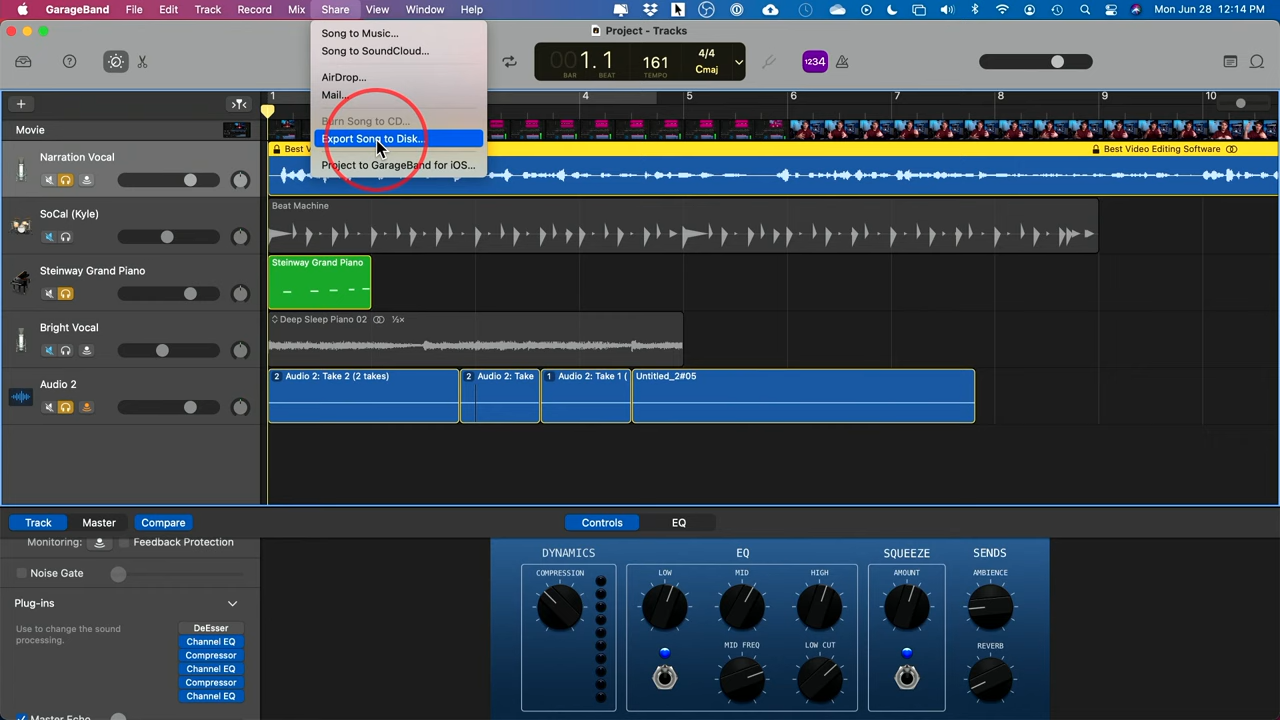 GarageBand File Edit Track Record Mix Share View Window Help Mon Jun 28 12:14 PM
Project - Tracks
Song to Music...
Song to SoundCloud...
AirDrop...
Mail...
Burn Song to CD...
Export Song to Disk...
Project to GarageBand for iOS...
1.1
BAR BEAT
161
TEMPO
4/4
Cmaj
1234
1 4 5 6 7 8 9 10
Movie
Narration Vocal
Best V
Best Video Editing Software
SoCal (Kyle)
Beat Machine
Steinway Grand Piano
Steinway Grand Piano
Bright Vocal
Deep Sleep Piano 02 ½×
Audio 2
2 Audio 2: Take 2 (2 takes)
2 Audio 2: Take
1 Audio 2: Take 1 (
Untitled_2#05
Track Master Compare
Controls EQ
Monitoring: Feedback Protection
Noise Gate
Plug-ins
Use to change the sound
processing.
DeEsser
Channel EQ
Compressor
Channel EQ
Compressor
Channel EQ
Master Echo
DYNAMICS
COMPRESSION
EQ
LOW MID HIGH
MID FREQ LOW CUT
SQUEEZE
AMOUNT
SENDS
AMBIENCE
REVERB